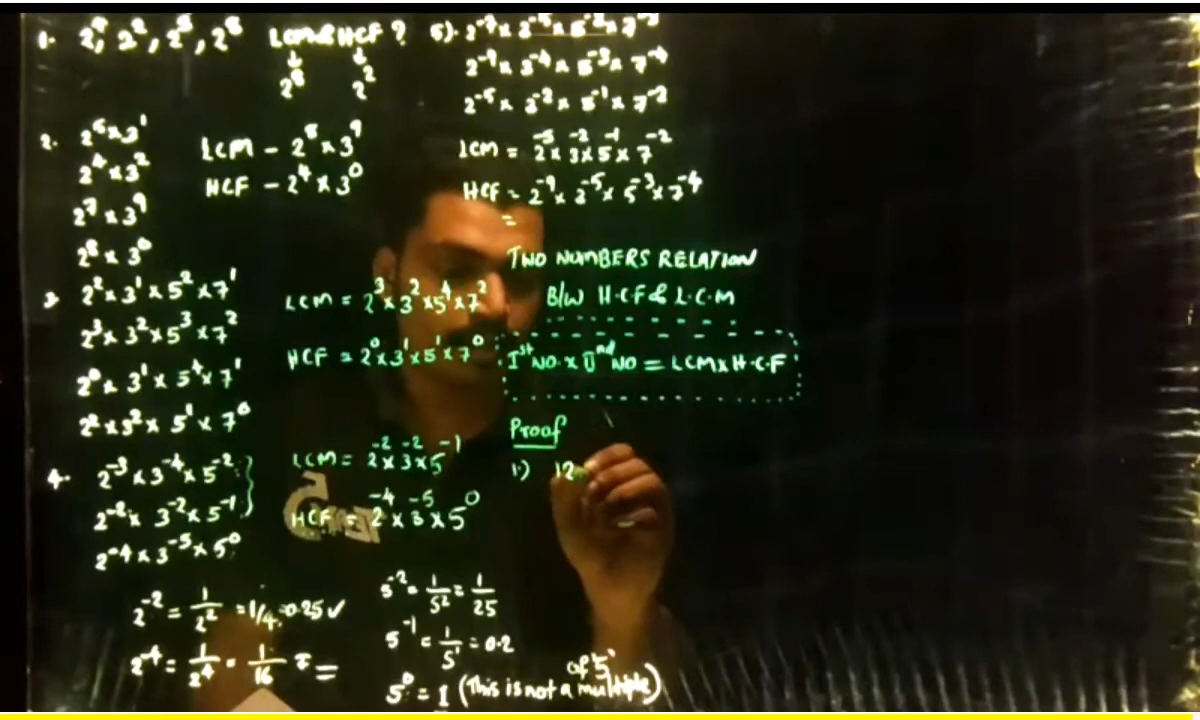 1. 2⁴, 2², 2⁵, 2⁸ LCM & HCF ?
↓ ↓
2⁸ 2²
2. 2⁶ x 3¹
2⁴ x 3²
2⁷ x 3⁹
2⁸ x 3⁰
LCM - 2⁸ x 3⁹
HCF - 2⁴ x 3⁰
3. 2² x 3¹ x 5² x 7¹
2³ x 3² x 5³ x 7²
2⁰ x 3¹ x 5⁴ x 7¹
2² x 3² x 5¹ x 7⁰
LCM = 2³ x 3² x 5⁴ x 7²
HCF = 2⁰ x 3¹ x 5¹ x 7⁰
4. 2⁻³ x 3⁻⁴ x 5⁻²
2⁻² x 3⁻² x 5⁻¹
2⁻⁴ x 3⁻⁵ x 5⁰
LCM = 2⁻² x 3⁻² x 5⁻¹
HCF = 2⁻⁴ x 3⁻⁵ x 5⁰
2⁻² = 1/2² = 1/4 = 0.25 ✓
2⁻⁴ = 1/2⁴ = 1/16 =
5⁻² = 1/5² = 1/25
5⁻¹ = 1/5¹ = 0.2
5⁰ = 1 (This is not a multiple of 5)
5). 2⁻⁷ x 3⁻⁵ x 5⁻² x 7⁻³
2⁻⁹ x 3⁻⁴ x 5⁻³ x 7⁻⁴
2⁻⁵ x 3⁻² x 5⁻¹ x 7⁻²
LCM = 2⁻⁵ x 3⁻² x 5⁻¹ x 7⁻²
HCF = 2⁻⁹ x 3⁻⁵ x 5⁻³ x 7⁻⁴
=
TWO NUMBERS RELATION
B/W H.C.F & L.C.M
Iˢᵗ NO. x IIⁿᵈ NO = LCM x H.C.F
Proof
1.) 12